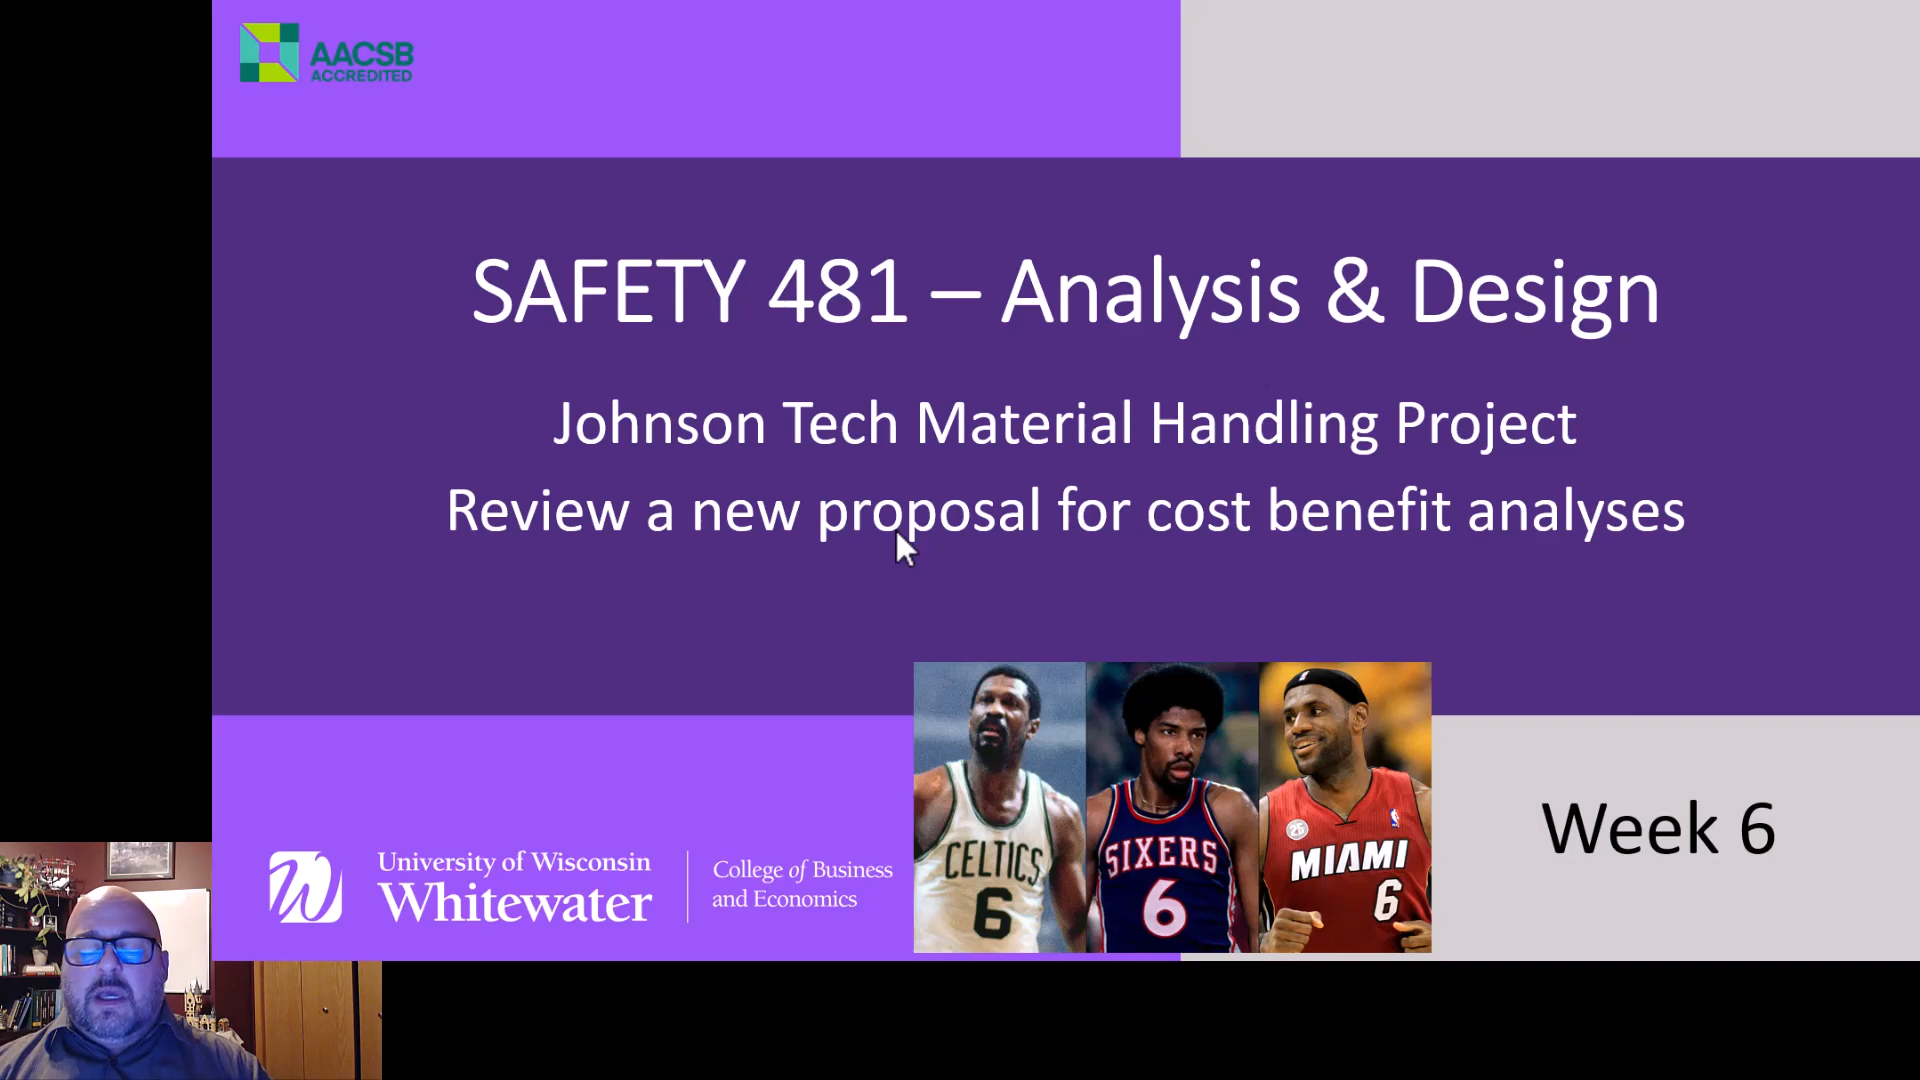 AACSB
ACCREDITED
SAFETY 481 – Analysis & Design
Johnson Tech Material Handling Project
Review a new proposal for cost benefit analyses
CELTICS
6
SIXERS
6
25
MIAMI
6
Week 6
University of Wisconsin
Whitewater
College of Business
and Economics